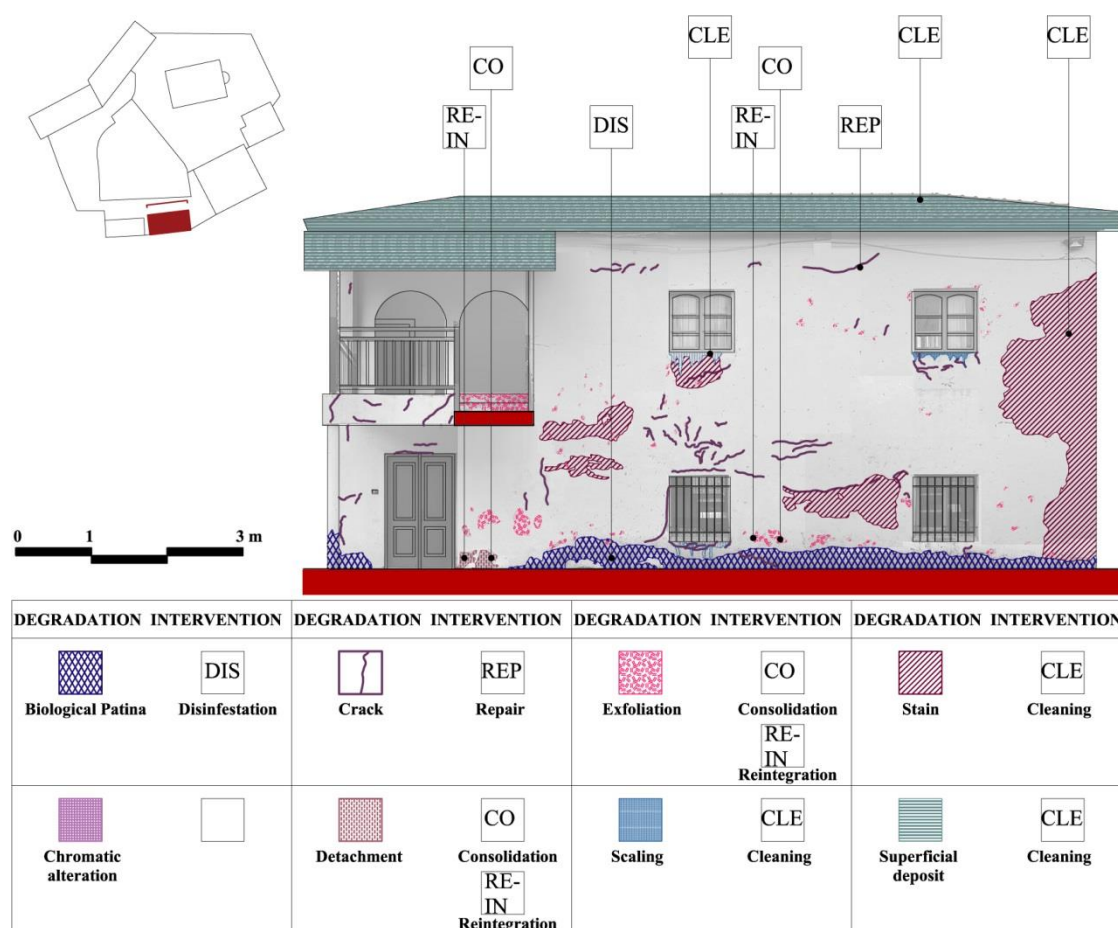 CLE
CLE
CLE
CO
CO
RE-
IN
DIS
RE-
IN
REP
0 1 3 m
DEGRADATION INTERVENTION
DEGRADATION INTERVENTION
DEGRADATION INTERVENTION
DEGRADATION INTERVENTION
DIS
Biological Patina Disinfestation
REP
Crack Repair
CO
Exfoliation Consolidation
RE-
IN
Reintegration
CLE
Stain Cleaning
Chromatic
alteration
CO
Detachment Consolidation
RE-
IN
Reintegration
CLE
Scaling Cleaning
CLE
Superficial Cleaning
deposit